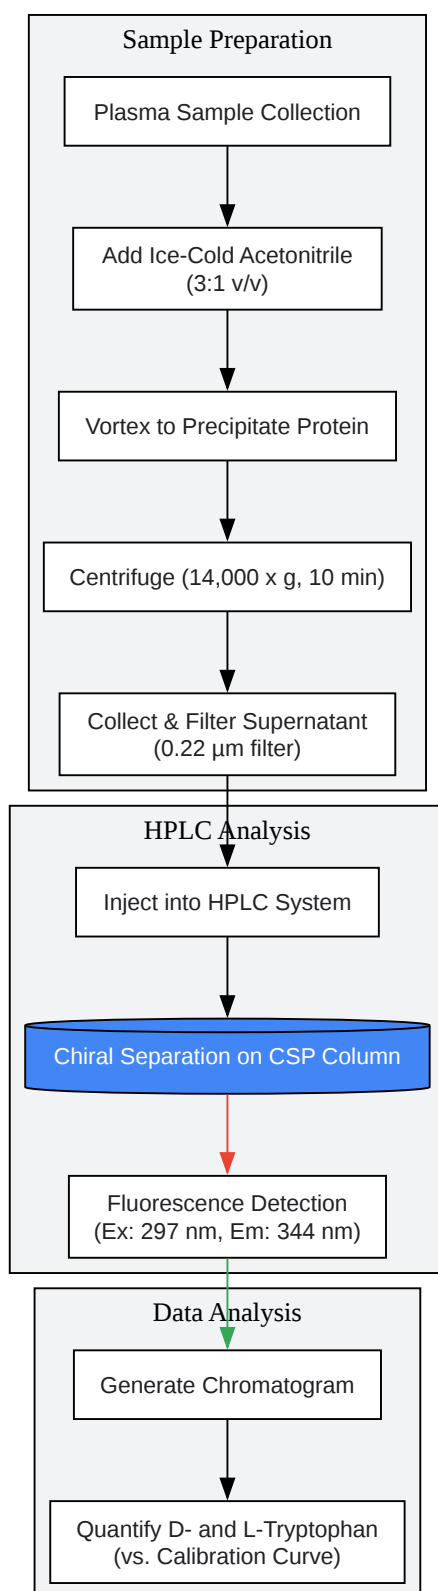 Sample Preparation
Plasma Sample Collection
Add Ice-Cold Acetonitrile
(3:1 v/v)
Vortex to Precipitate Protein
Centrifuge (14,000 x g, 10 min)
Collect & Filter Supernatant
(0.22 µm filter)
HPLC Analysis
Inject into HPLC System
Chiral Separation on CSP Column
Fluorescence Detection
(Ex: 297 nm, Em: 344 nm)
Data Analysis
Generate Chromatogram
Quantify D- and L-Tryptophan
(vs. Calibration Curve)